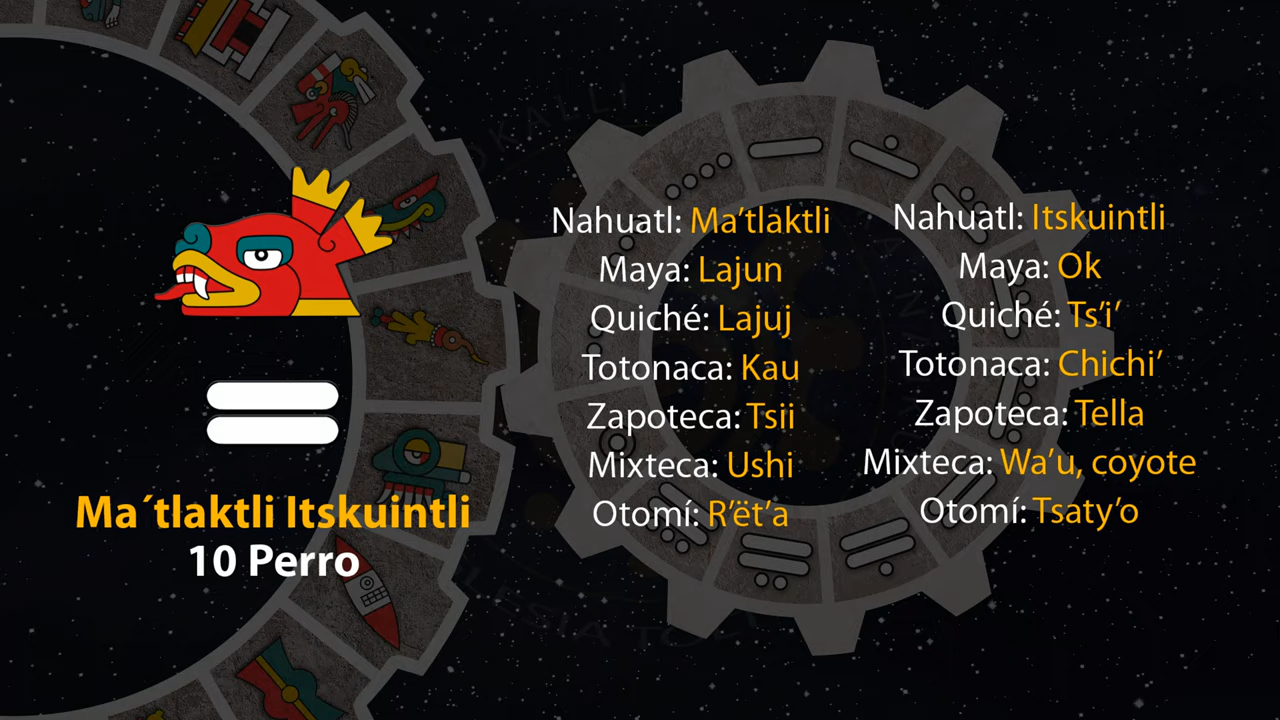 Ma´tlaktli Itskuintli
10 Perro
Nahuatl: Ma’tlaktli
Maya: Lajun
Quiché: Lajuj
Totonaca: Kau
Zapoteca: Tsii
Mixteca: Ushi
Otomí: R’ët’a
Nahuatl: Itskuintli
Maya: Ok
Quiché: Ts’i’
Totonaca: Chichi’
Zapoteca: Tella
Mixteca: Wa’u, coyote
Otomí: Tsaty’o